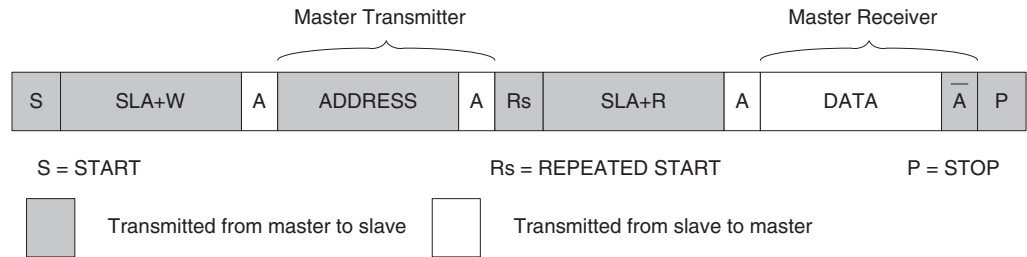 Master Transmitter Master Receiver
S SLA+W A ADDRESS A Rs SLA+R A DATA A̅ P
S = START Rs = REPEATED START P = STOP
Transmitted from master to slave Transmitted from slave to master